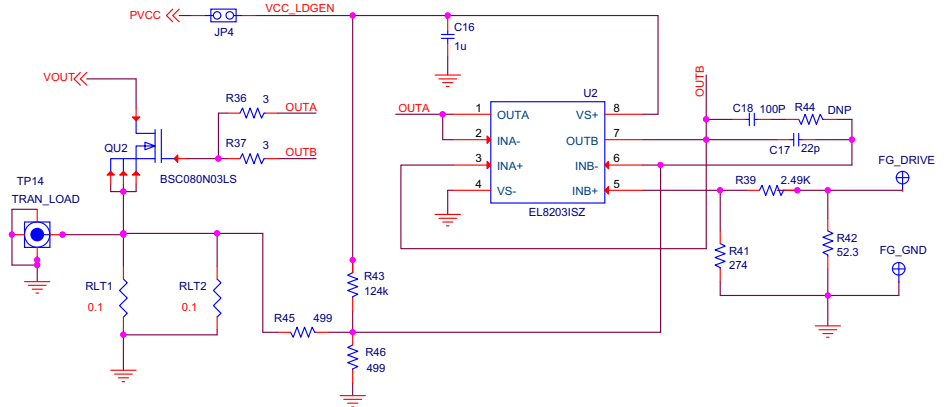 PVCC
JP4
VCC_LDGEN
C16
1u
VOUT
R36
3
OUTA
R37
3
OUTB
QU2
BSC080N03LS
TP14
TRAN_LOAD
RLT1
0.1
RLT2
0.1
R43
124k
R45
499
R46
499
OUTA
U2
1
OUTA
VS+
8
2
INA-
OUTB
7
3
INA+
INB-
6
4
VS-
INB+
5
EL8203ISZ
OUTB
C18
100P
R44
DNP
C17
22p
R39
2.49K
FG_DRIVE
R41
274
R42
52.3
FG_GND